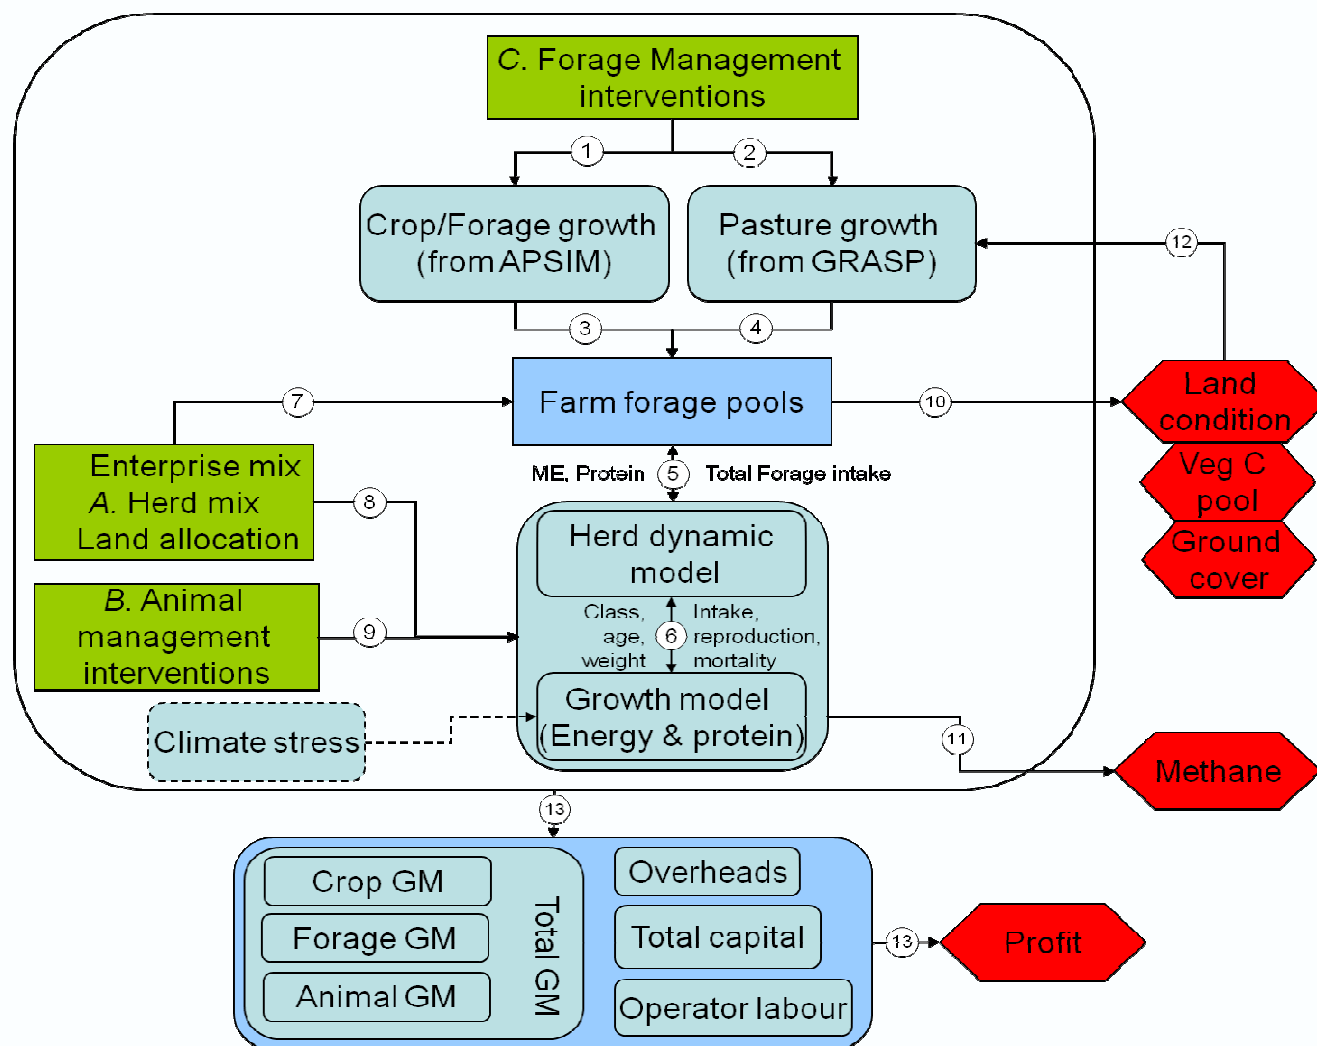 C. Forage Management
interventions
1
2
Crop/Forage growth
(from APSIM)
Pasture growth
(from GRASP)
12
3
4
7
Farm forage pools
10
Land
condition
Veg C
pool
Ground
cover
Enterprise mix
A. Herd mix
Land allocation
8
ME, Protein
5
Total Forage intake
Herd dynamic
model
B. Animal
management
interventions
9
Class,
age,
weight
6
Intake,
reproduction,
mortality
Growth model
(Energy & protein)
Climate stress
11
Methane
13
Crop GM
Forage GM
Animal GM
Total GM
Overheads
Total capital
Operator labour
13
Profit